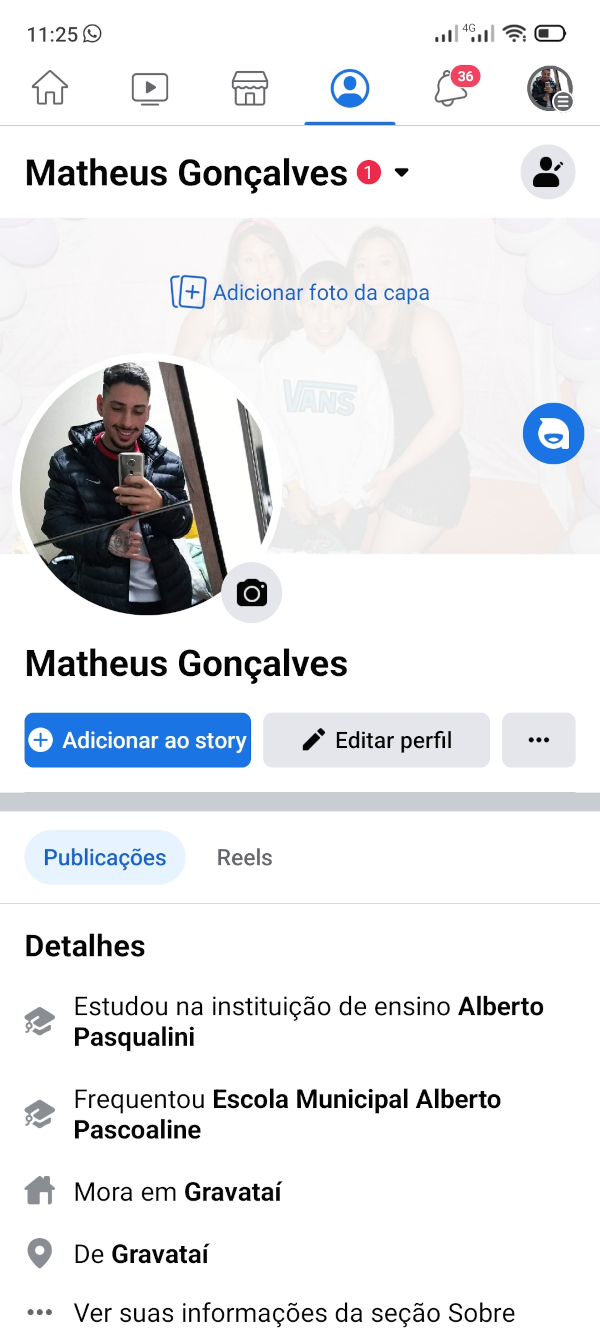 11:25
4G
36
Matheus Gonçalves 1
Adicionar foto da capa
VANS
Matheus Gonçalves
Adicionar ao story
Editar perfil
Publicações
Reels
Detalhes
Estudou na instituição de ensino Alberto
Pasqualini
Frequentou Escola Municipal Alberto
Pascoaline
Mora em Gravataí
De Gravataí
Ver suas informações da seção Sobre